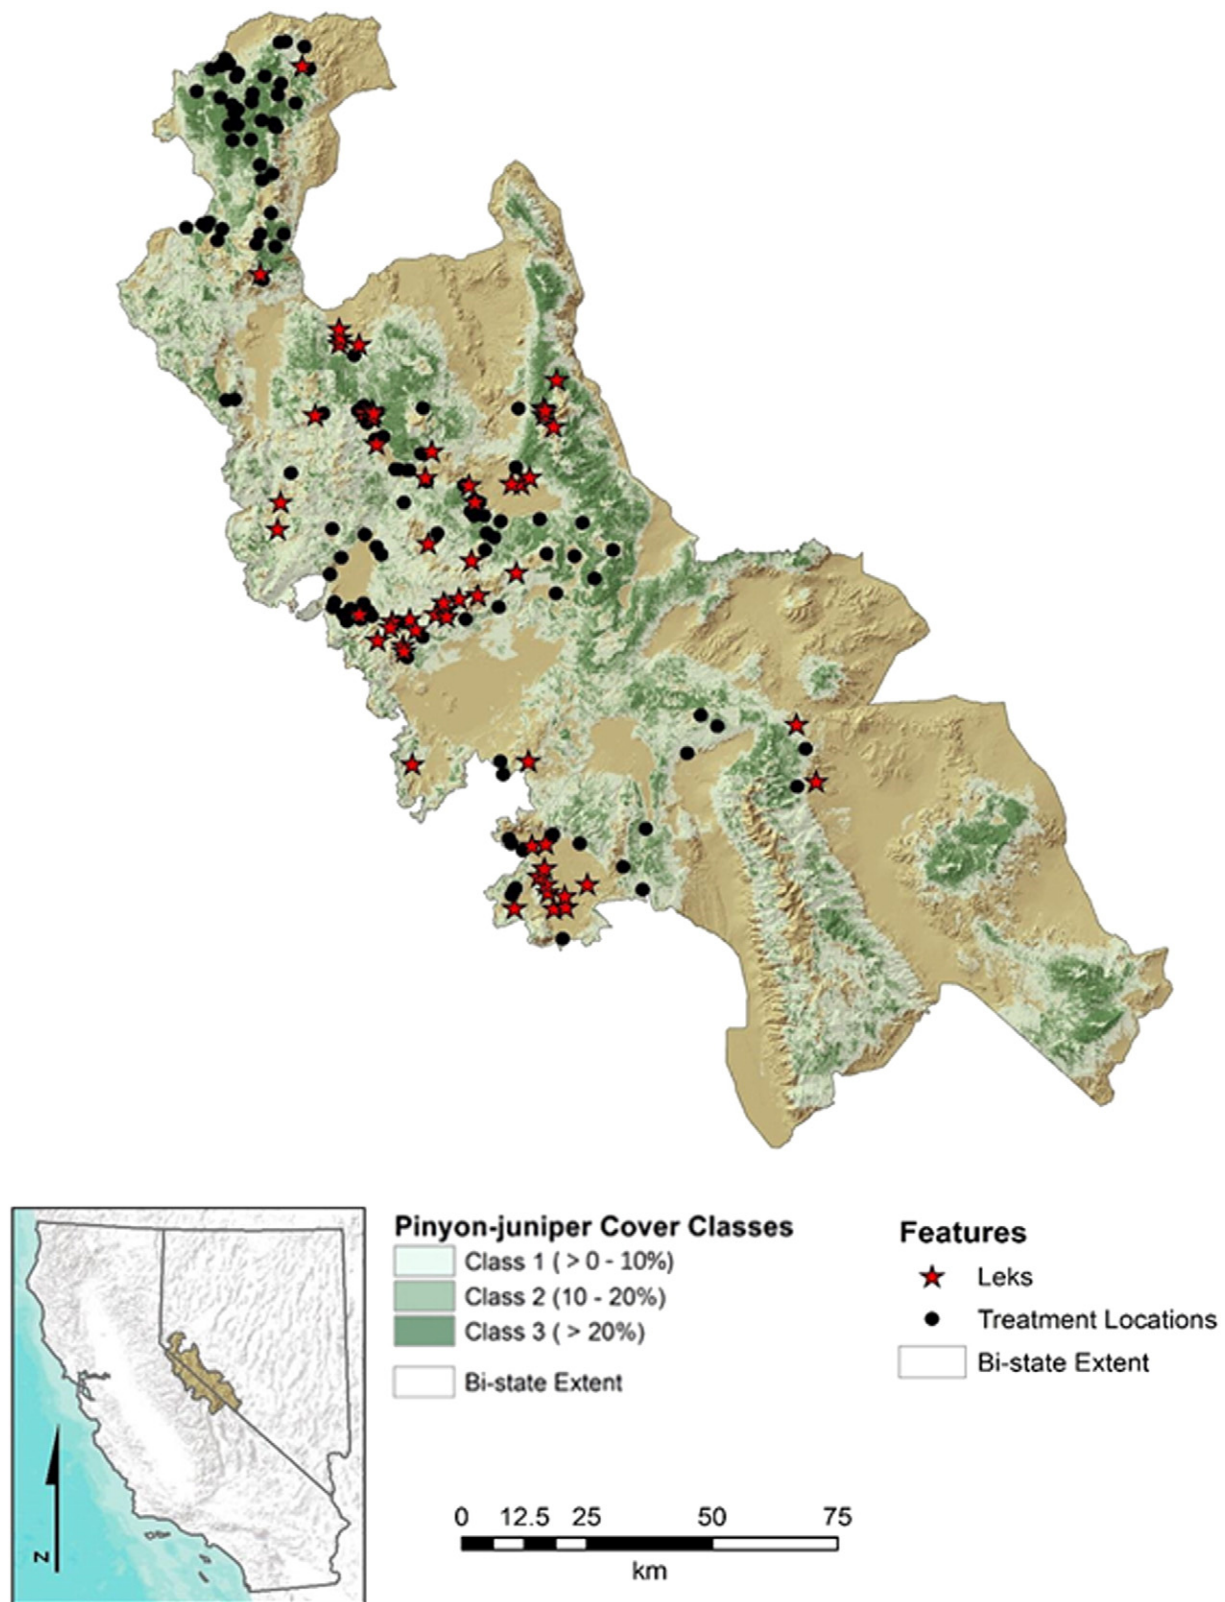 Pinyon-juniper Cover Classes
Class 1 ( > 0 - 10%)
Class 2 (10 - 20%)
Class 3 ( > 20%)
Bi-state Extent
Features
Leks
Treatment Locations
Bi-state Extent
N
0 12.5 25 50 75
km